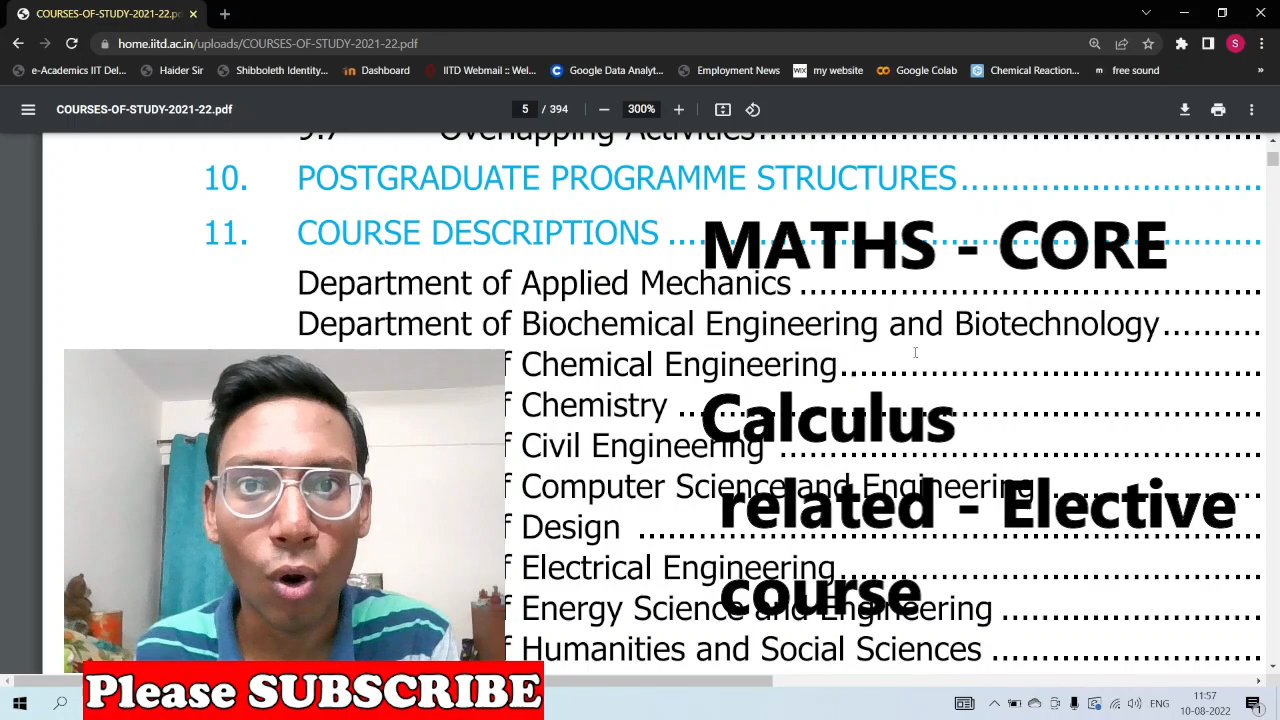 COURSES-OF-STUDY-2021-22.pdf
home.iitd.ac.in/uploads/COURSES-OF-STUDY-2021-22.pdf
e-Academics IIT Del... Haider Sir Shibboleth Identity... Dashboard IITD Webmail :: Wel... Google Data Analyt... Employment News my website Google Colab Chemical Reaction... free sound »
COURSES-OF-STUDY-2021-22.pdf 5 / 394 300%
9.7 Overlapping Activities
10. POSTGRADUATE PROGRAMME STRUCTURES
11. COURSE DESCRIPTIONS
MATHS - CORE
Department of Applied Mechanics
Department of Biochemical Engineering and Biotechnology
f Chemical Engineering
f Chemistry
Calculus
f Civil Engineering
f Computer Science and Engineering
related - Elective
f Design
f Electrical Engineering
course
f Energy Science and Engineering
f Humanities and Social Sciences
Please SUBSCRIBE
ENG 11:57
10-08-2022